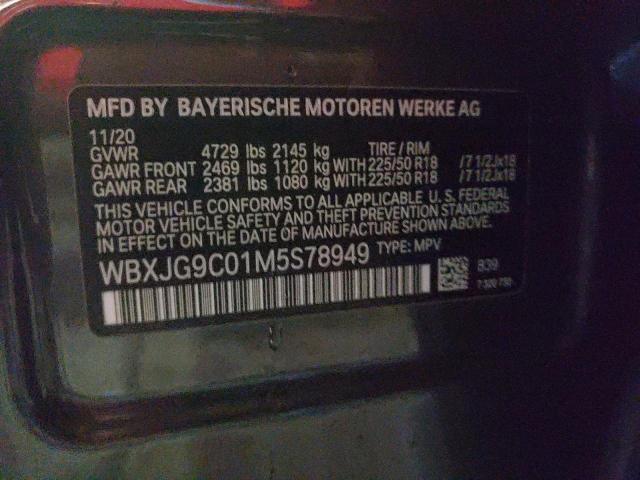 MFD BY BAYERISCHE MOTOREN WERKE AG
11/20
GVWR 4729 lbs 2145 kg TIRE / RIM
GAWR FRONT 2469 lbs 1120 kg WITH 225/50 R18 /7 1/2Jx18
GAWR REAR 2381 lbs 1080 kg WITH 225/50 R18 /7 1/2Jx18
THIS VEHICLE CONFORMS TO ALL APPLICABLE U. S. FEDERAL
MOTOR VEHICLE SAFETY AND THEFT PREVENTION STANDARDS
IN EFFECT ON THE DATE OF MANUFACTURE SHOWN ABOVE.
WBXJG9C01M5S78949 TYPE: MPV
B39